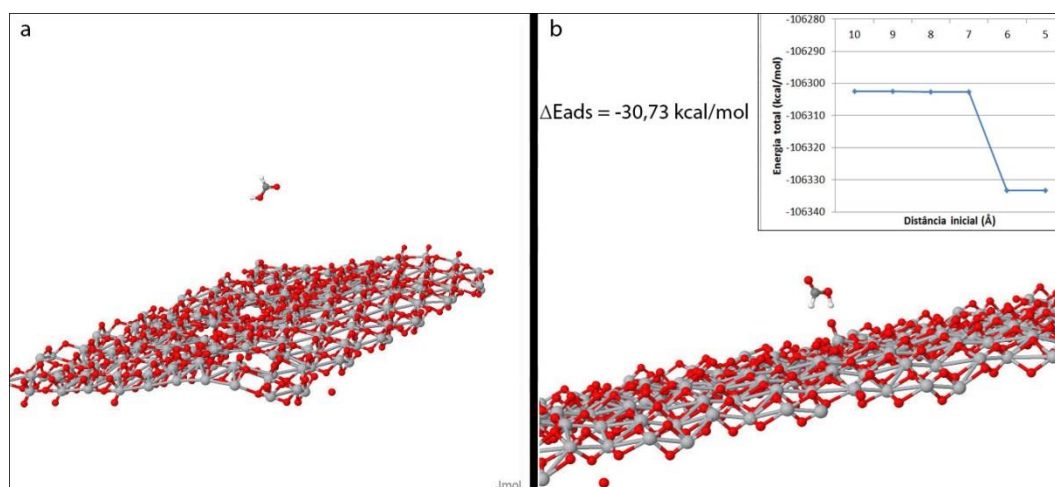 a
Jmol
b
ΔEads = -30,73 kcal/mol
Energia total (kcal/mol)
-106280
-106290
-106300
-106310
-106320
-106330
-106340
10 9 8 7 6 5
Distância inicial (Å)